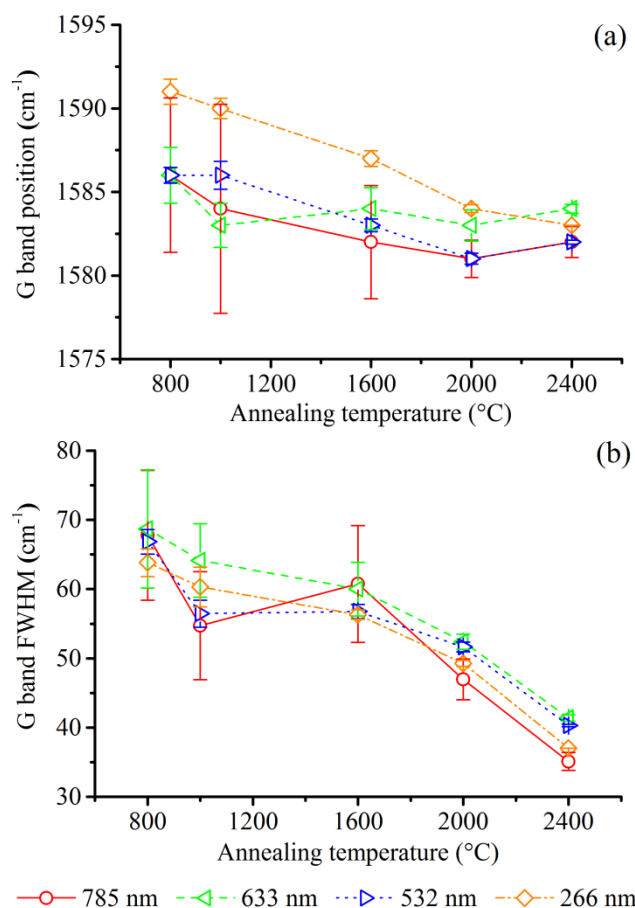 (a)
G band position (cm⁻¹)
1595
1590
1585
1580
1575
800 1200 1600 2000 2400
Annealing temperature (°C)
(b)
G band FWHM (cm⁻¹)
80
70
60
50
40
30
800 1200 1600 2000 2400
Annealing temperature (°C)
785 nm 633 nm 532 nm 266 nm